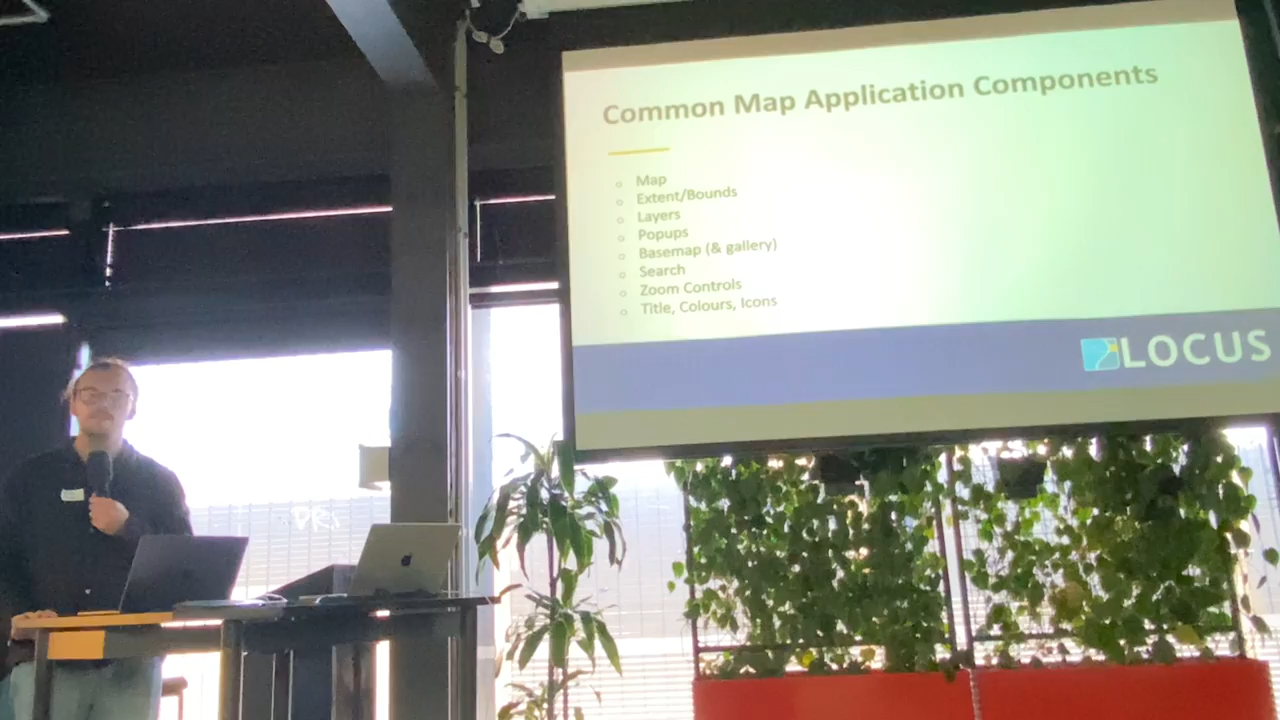 Common Map Application Components
Map
Extent/Bounds
Layers
Popups
Basemap (& gallery)
Search
Zoom Controls
Title, Colours, Icons
LOCUS